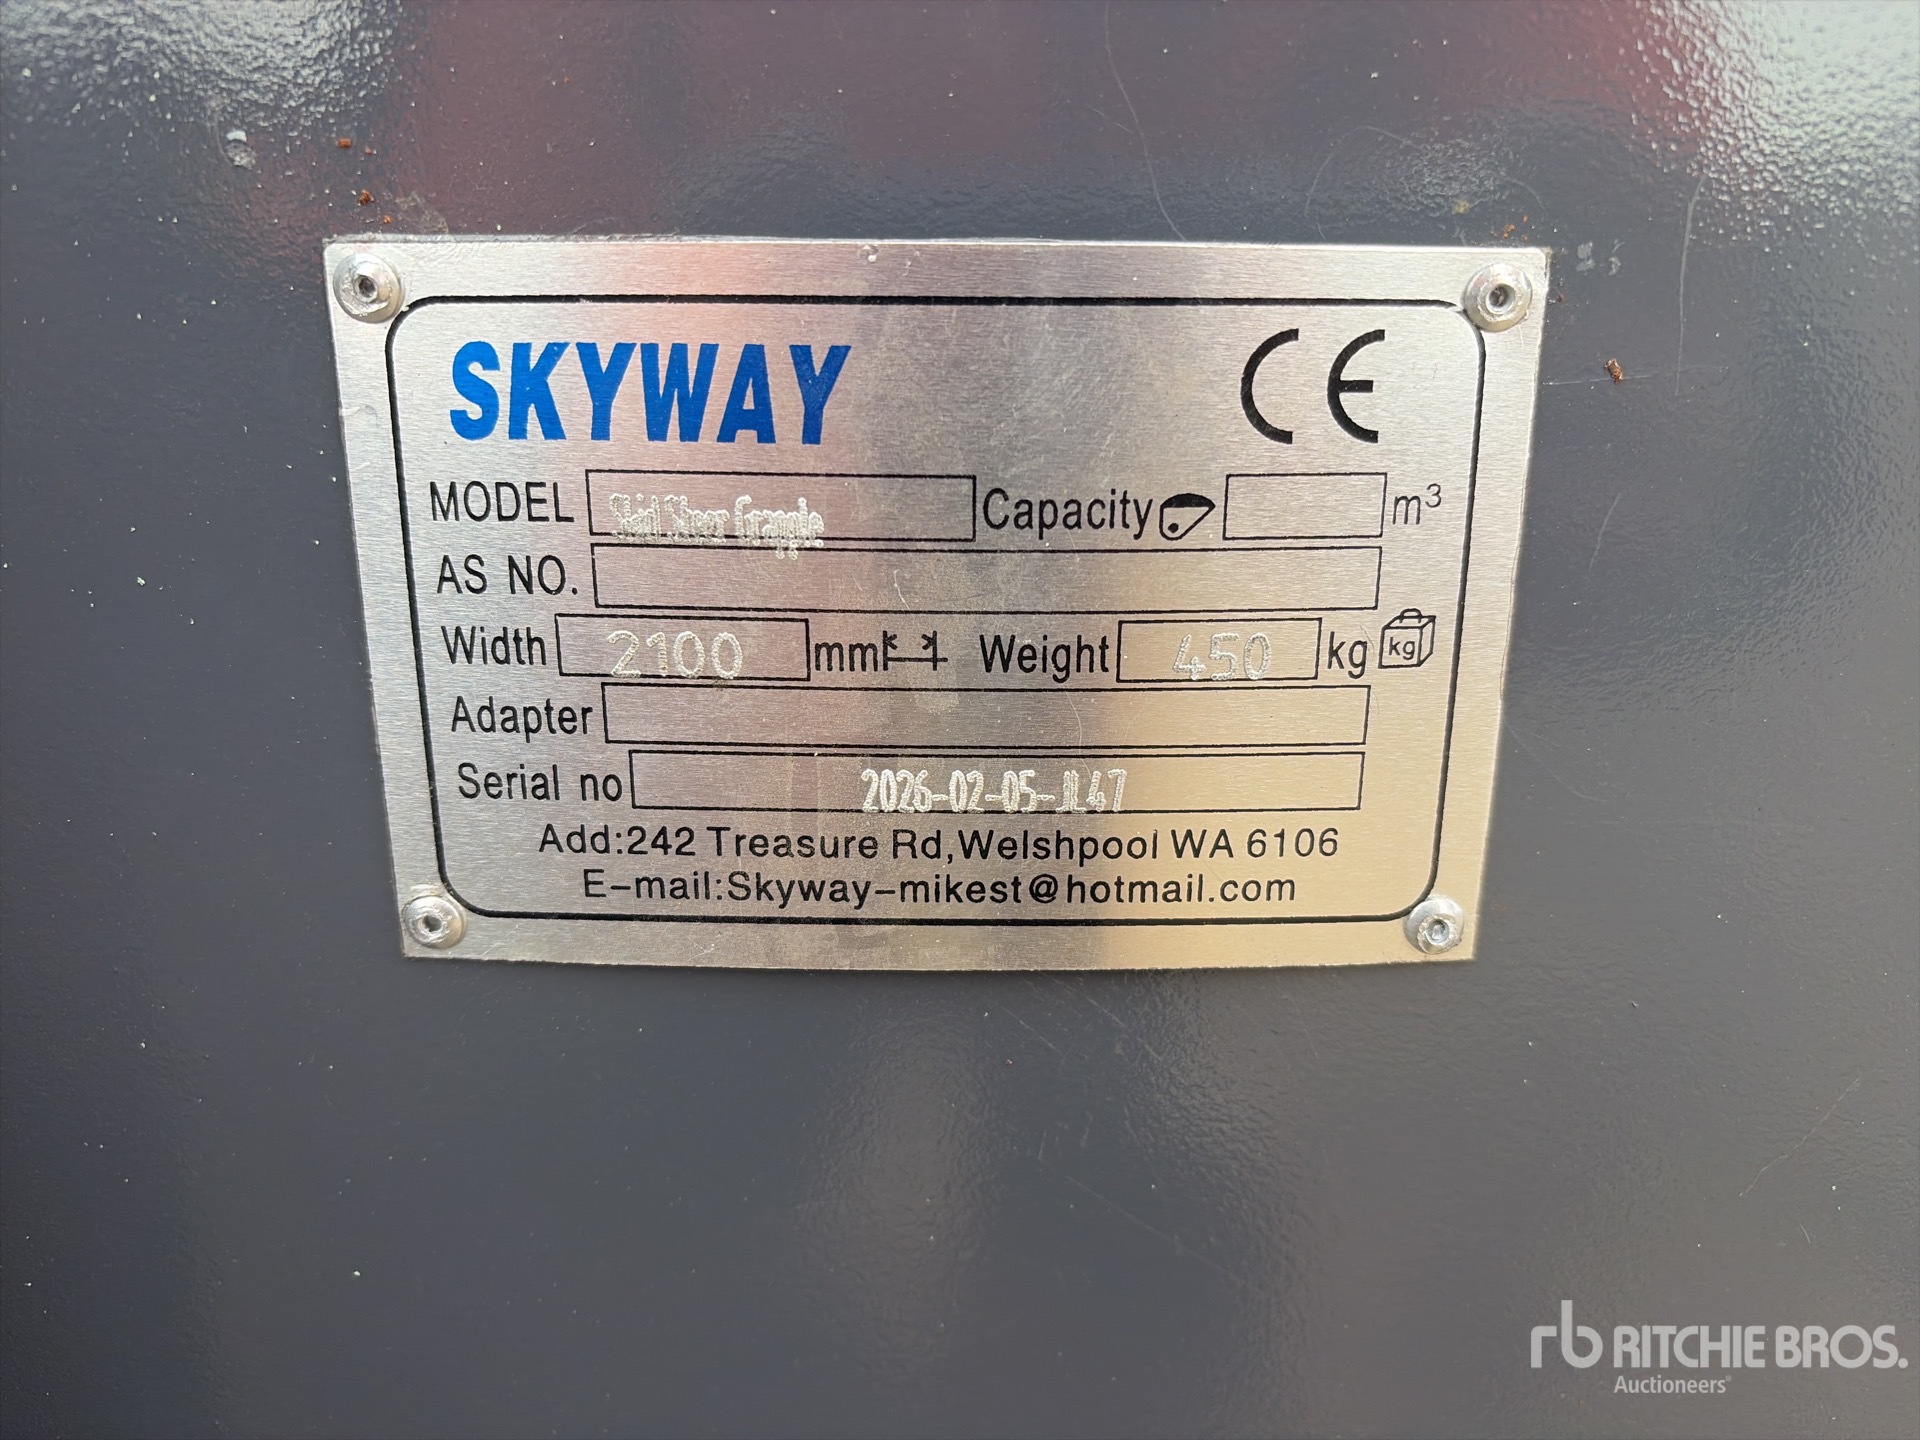 SKYWAY CE
MODEL Skid Steer Grapple Capacity m³
AS NO.
Width 2100 mm Weight 450 kg kg
Adapter
Serial no 2026-02-05-JL47
Add:242 Treasure Rd,Welshpool WA 6106
E-mail:Skyway-mikest@hotmail.com
rb RITCHIE BROS.
Auctioneers